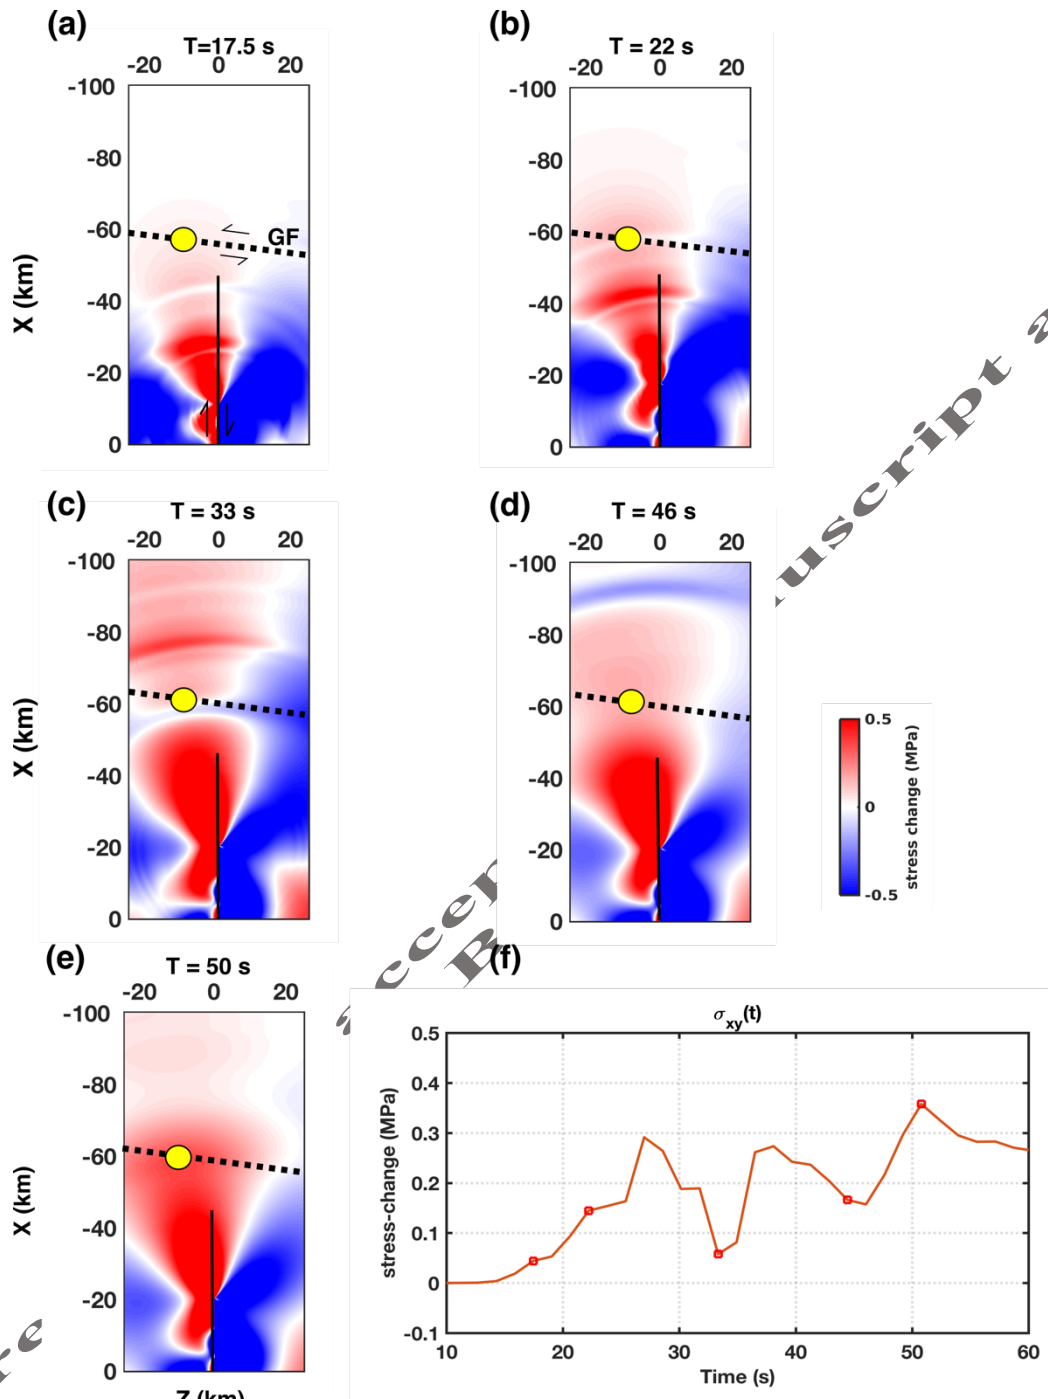 (a)
T=17.5 s
-20 0 20
-100
-80
-60
-40
-20
0
X (km)
GF
(b)
T = 22 s
-20 0 20
-100
-80
-60
-40
-20
0
(c)
T = 33 s
-20 0 20
-100
-80
-60
-40
-20
0
X (km)
(d)
T = 46 s
-20 0 20
-100
-80
-60
-40
-20
0
0.5
0
-0.5
stress change (MPa)
(e)
T = 50 s
-20 0 20
-100
-80
-60
-40
-20
0
X (km)
Z (km)
(f)
σxy(t)
0.5
0.4
0.3
0.2
0.1
0
-0.1
stress-change (MPa)
10 20 30 40 50 60
Time (s)